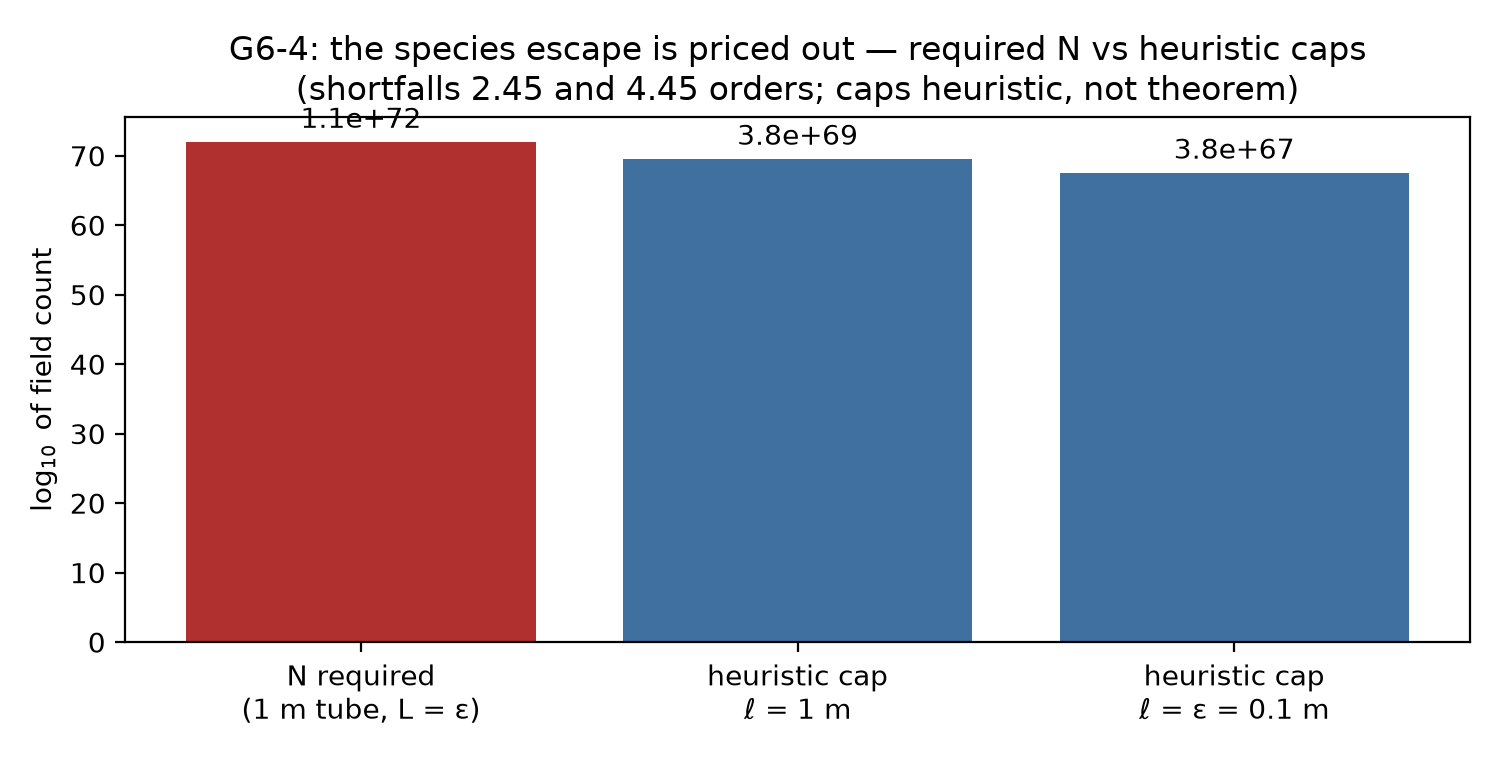 G6-4: the species escape is priced out — required N vs heuristic caps
(shortfalls 2.45 and 4.45 orders; caps heuristic, not theorem)
1.1e+72
3.8e+69
3.8e+67
log₁₀ of field count
70
60
50
40
30
20
10
0
N required
(1 m tube, L = ε)
heuristic cap
ℓ = 1 m
heuristic cap
ℓ = ε = 0.1 m